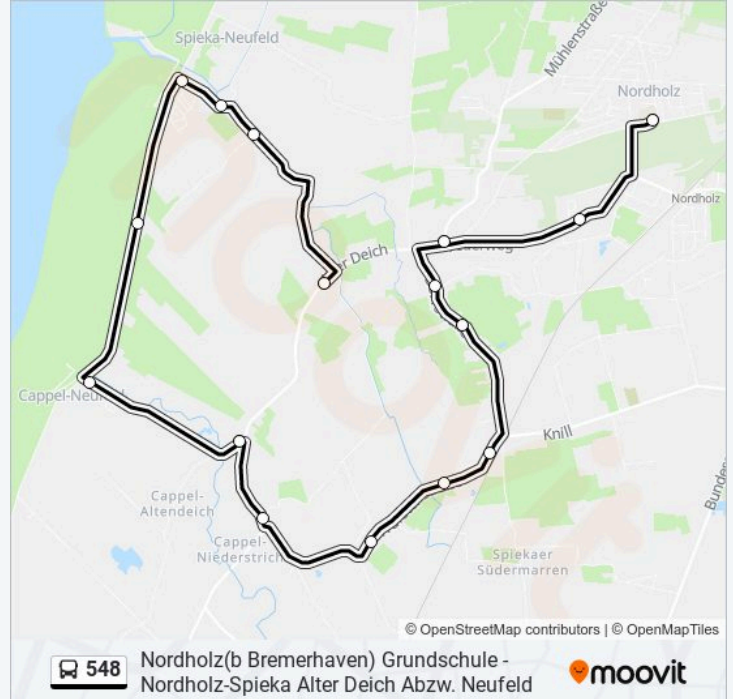 Spieka-Neufeld
Mühlenstraße
Nordholz
Nordholz
er Deich
Cappel-Neufeld
Knill
Cappel-
Altendeich
Cappel-
Niederstrich
Spiekaer
Südermarren
© OpenStreetMap contributors | © OpenMapTiles
548
Nordholz(b Bremerhaven) Grundschule -
Nordholz-Spieka Alter Deich Abzw. Neufeld
moovit